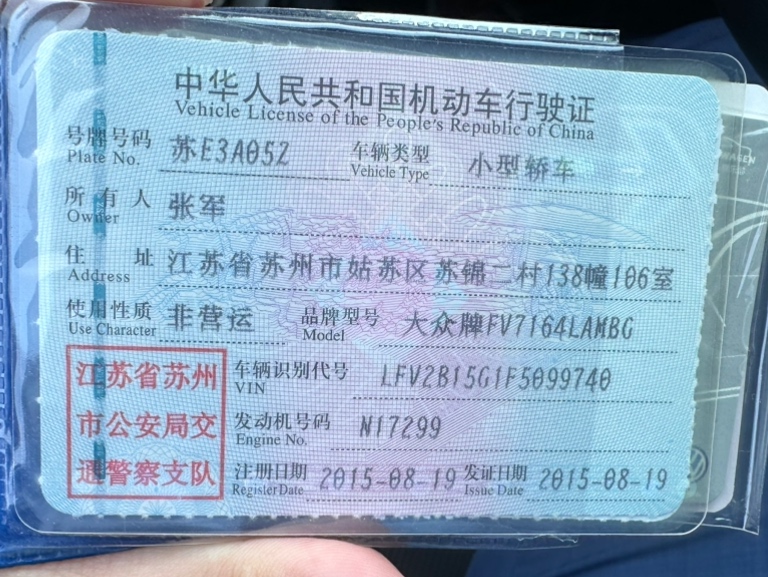 中华人民共和国机动车行驶证
Vehicle License of the People's Republic of China
号牌号码 苏E3A05Z 车辆类型 小型轿车
Plate No. Vehicle Type
所有人 张军
Owner
住址 江苏省苏州市姑苏区苏锦二村138幢106室
Address
使用性质 非营运 品牌型号 大众牌FV7164LAMBG
Use Character Model
江苏省苏州 车辆识别代号 LFV2B15G1F5099740
VIN
市公安局交 发动机号码 N17299
Engine No.
通警察支队 注册日期 2015-08-19 发证日期 2015-08-19
Register Date Issue Date